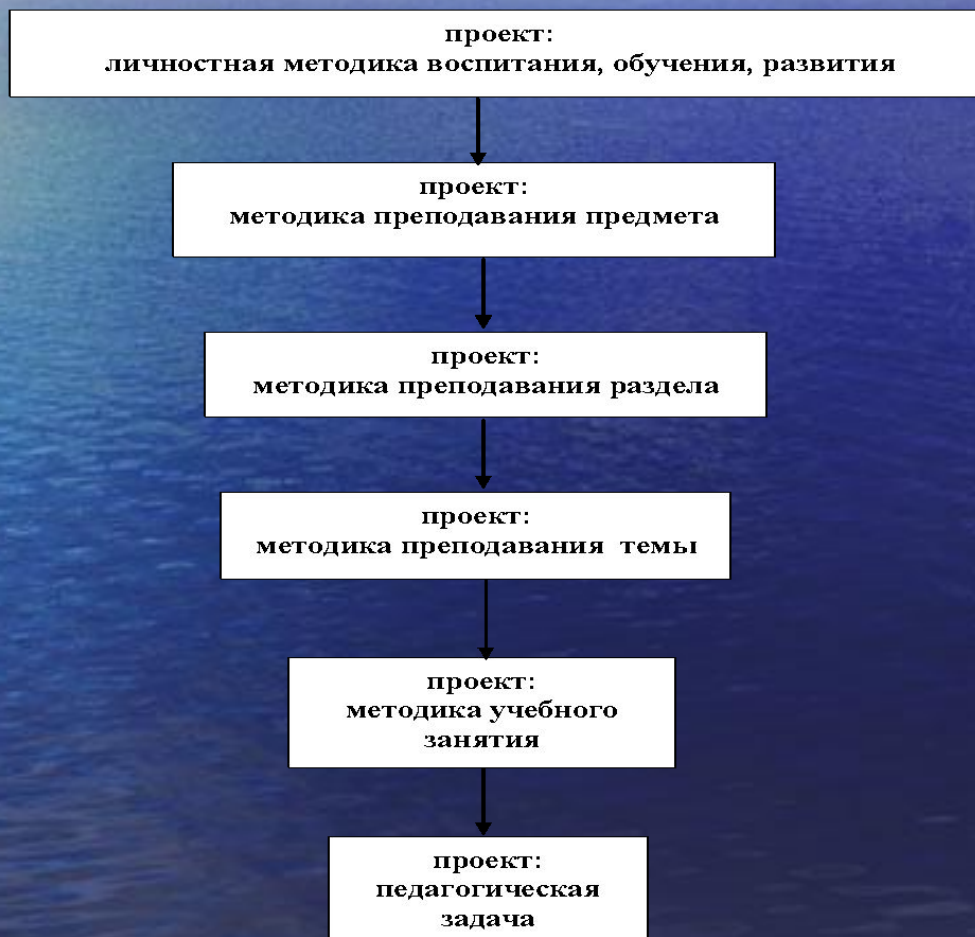 проект:
личностная методика воспитания, обучения, развития
проект:
методика преподавания предмета
проект:
методика преподавания раздела
проект:
методика преподавания темы
проект:
методика учебного
занятия
проект:
педагогическая
задача